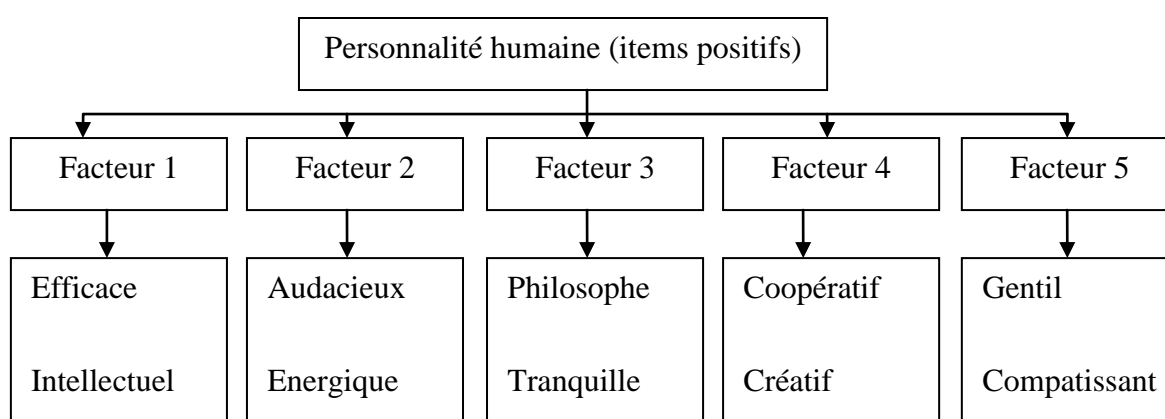 Personnalité humaine (items positifs)
Facteur 1
Facteur 2
Facteur 3
Facteur 4
Facteur 5
Efficace
Intellectuel
Audacieux
Energique
Philosophe
Tranquille
Coopératif
Créatif
Gentil
Compatissant